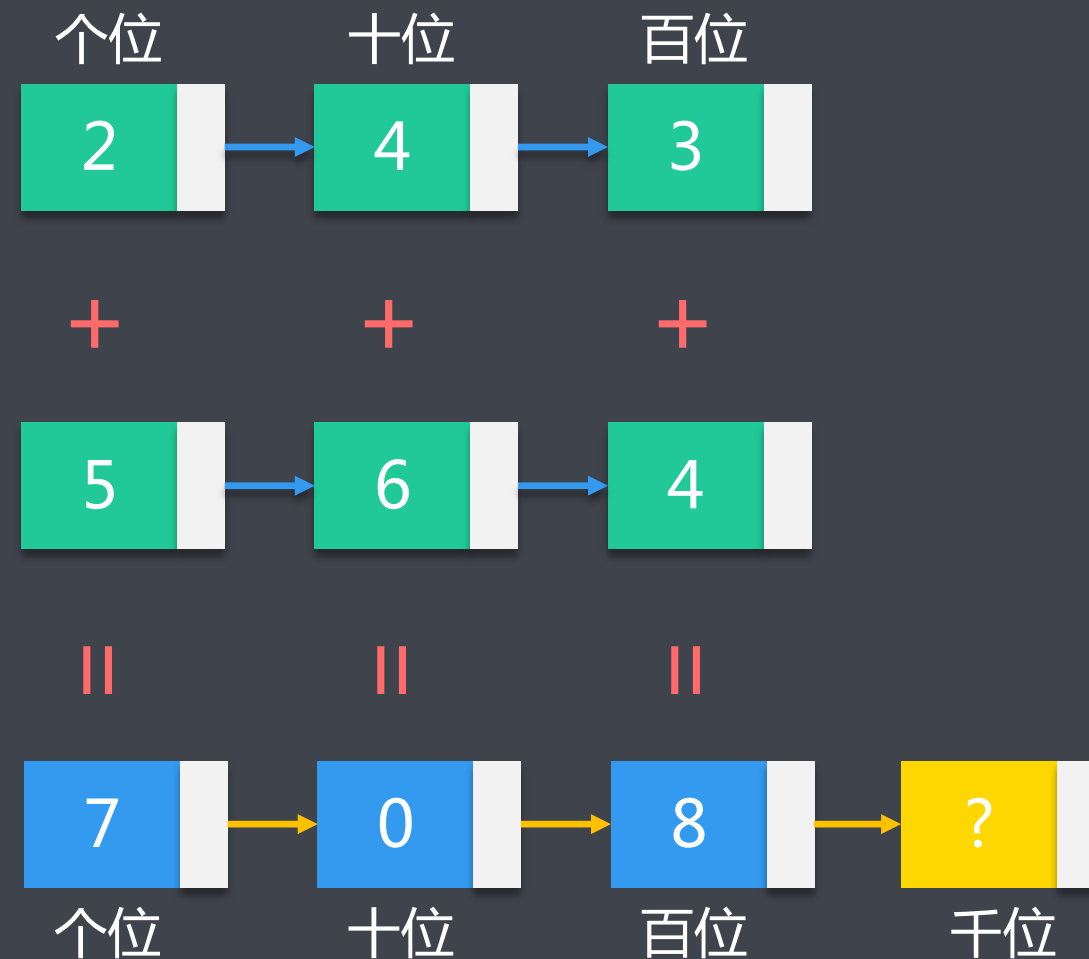 个位 十位 百位
2 4 3
+ + +
5 6 4
= = =
7 0 8 ?
个位 十位 百位 千位